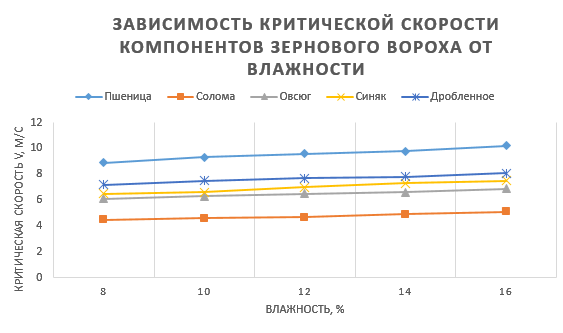 ЗАВИСИМОСТЬ КРИТИЧЕСКОЙ СКОРОСТИ
КОМПОНЕНТОВ ЗЕРНОВОГО ВОРОХА ОТ
ВЛАЖНОСТИ
Пшеница Солома Овсюг Синяк Дробленное
КРИТИЧЕСКАЯ СКОРОСТЬ V, М/С
12
10
8
6
4
2
0
8 10 12 14 16
ВЛАЖНОСТЬ, %